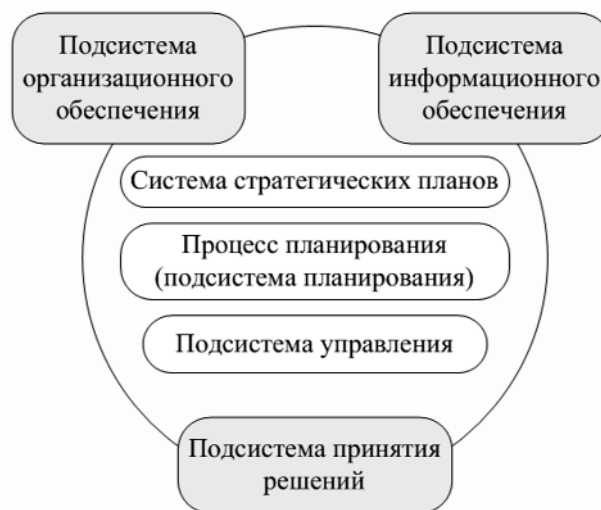 Подсистема
организационного
обеспечения
Подсистема
информационного
обеспечения
Система стратегических планов
Процесс планирования
(подсистема планирования)
Подсистема управления
Подсистема принятия
решений